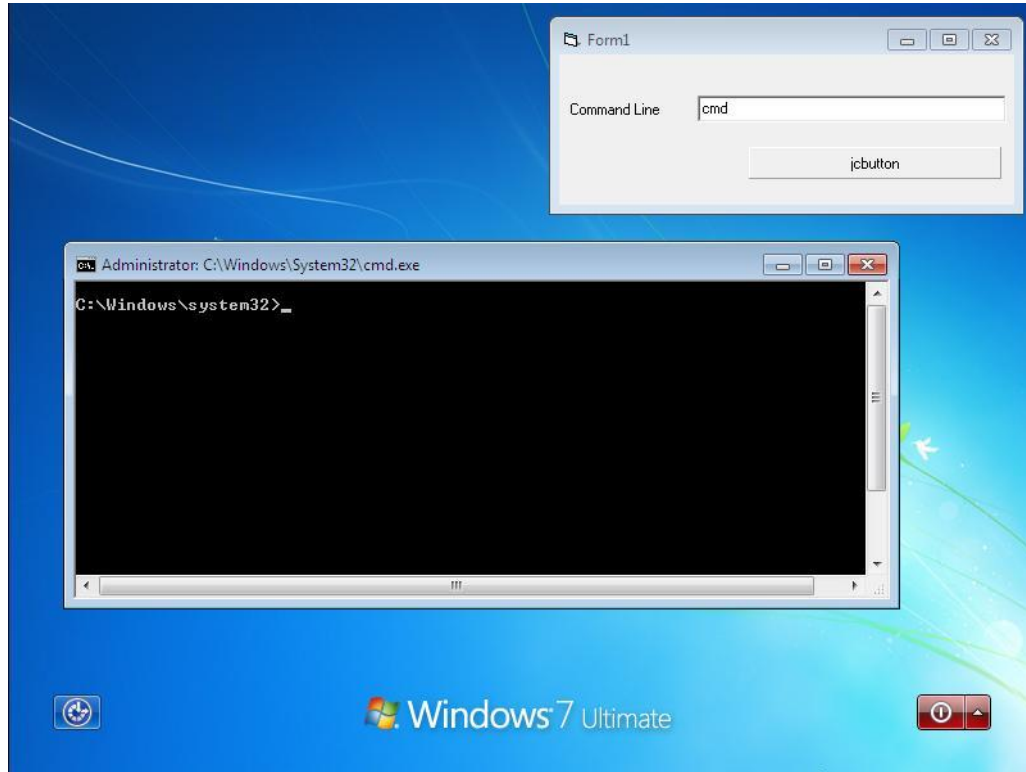 Form1
Command Line
cmd
jcbutton
Administrator: C:\Windows\System32\cmd.exe
C:\Windows\system32>_
Windows 7 Ultimate